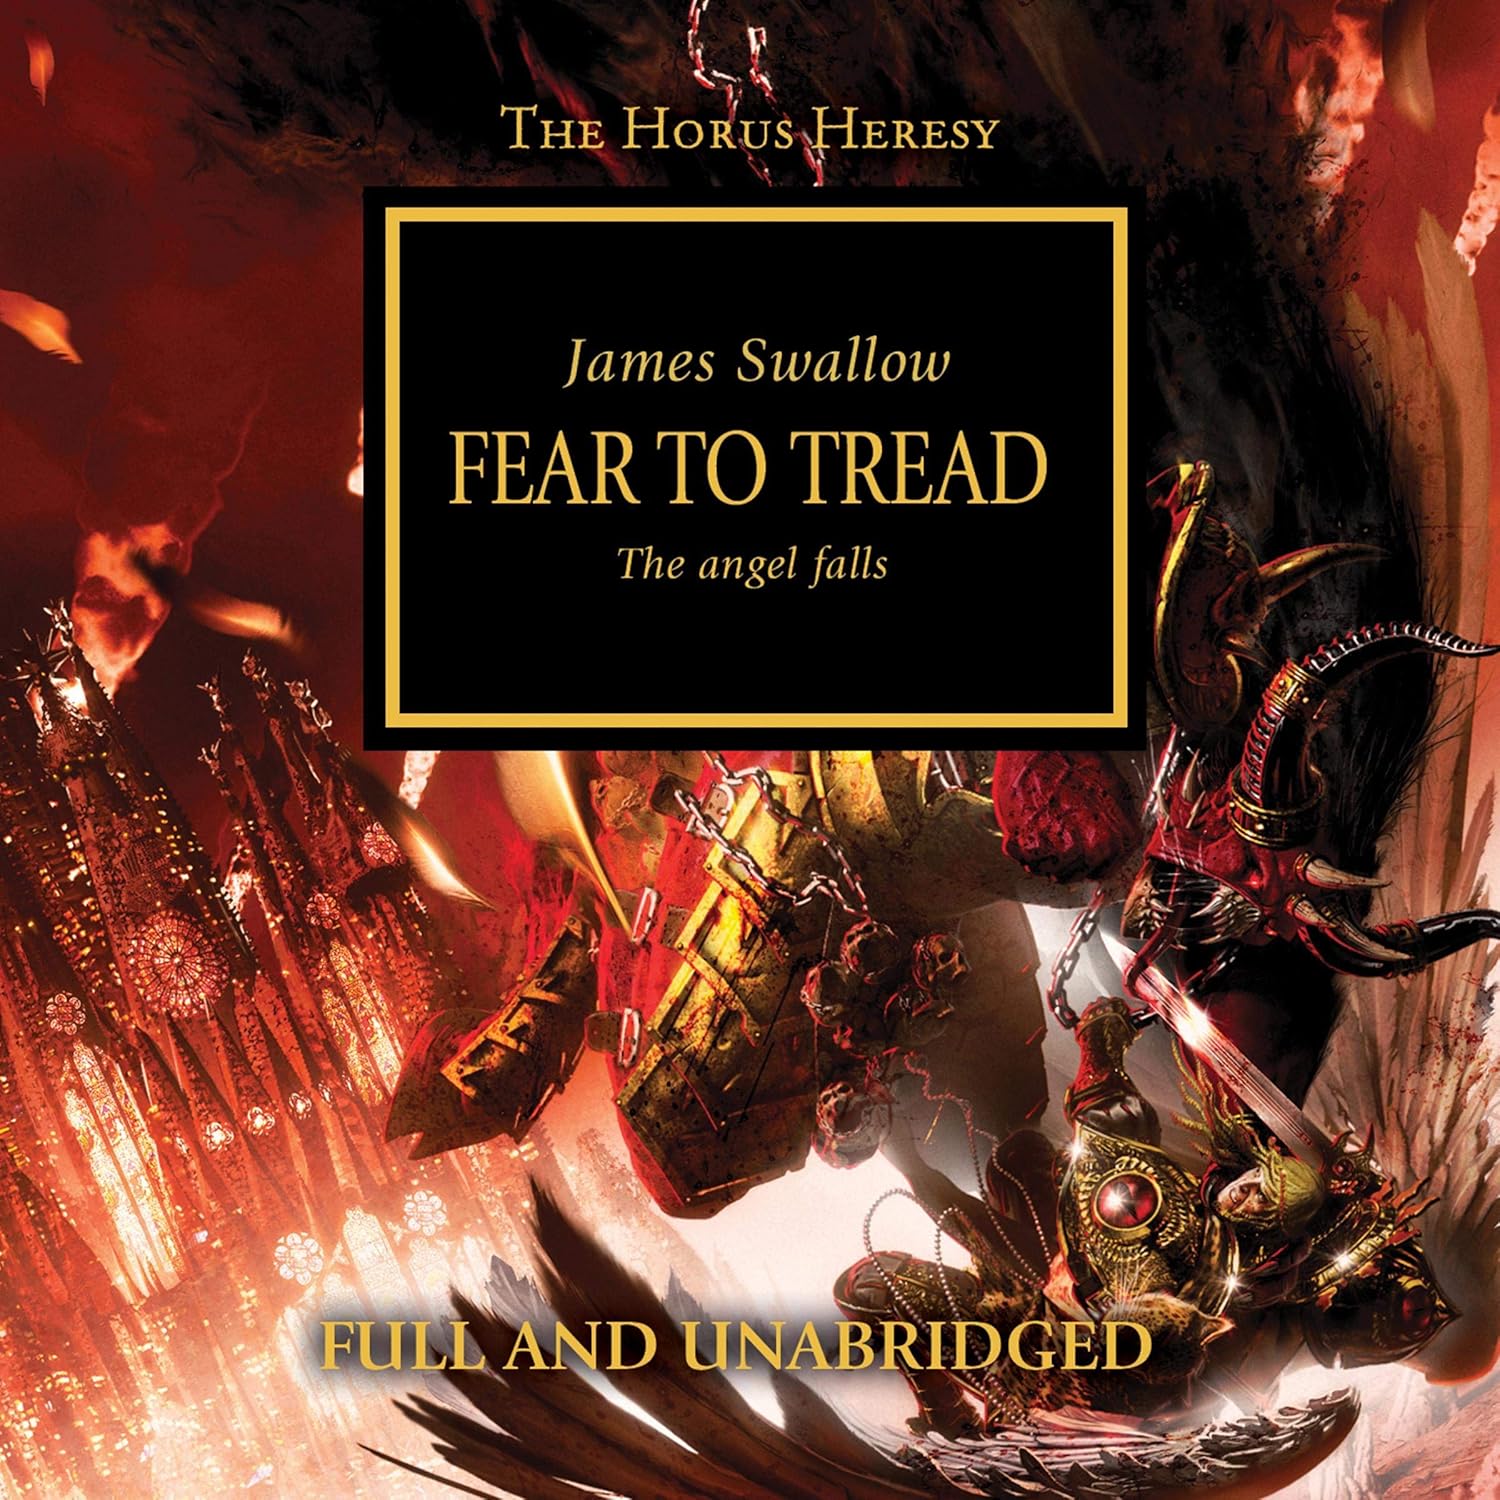 The Horus Heresy
James Swallow
FEAR TO TREAD
The angel falls
FULL AND UNABRIDGED